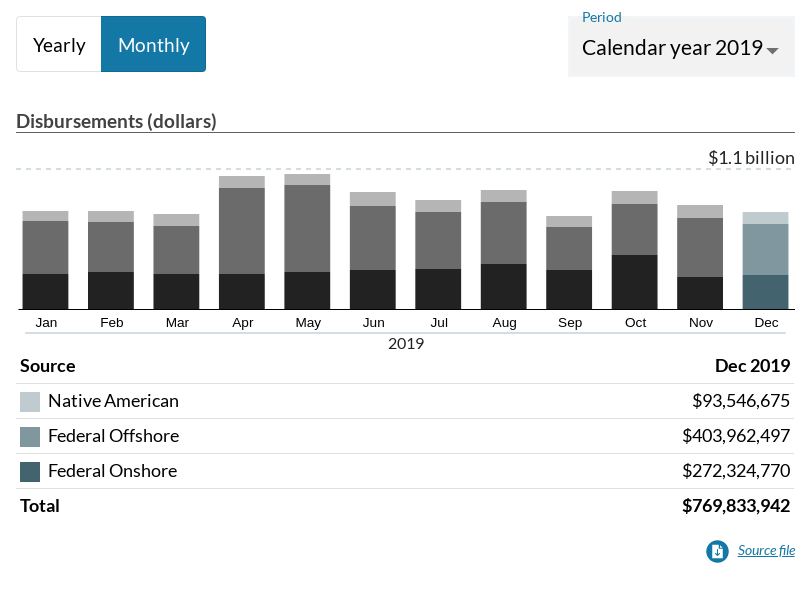 Yearly Monthly
Period
Calendar year 2019
Disbursements (dollars)
$1.1 billion
Jan Feb Mar Apr May Jun Jul Aug Sep Oct Nov Dec
2019
Source Dec 2019
Native American $93,546,675
Federal Offshore $403,962,497
Federal Onshore $272,324,770
Total $769,833,942
Source file